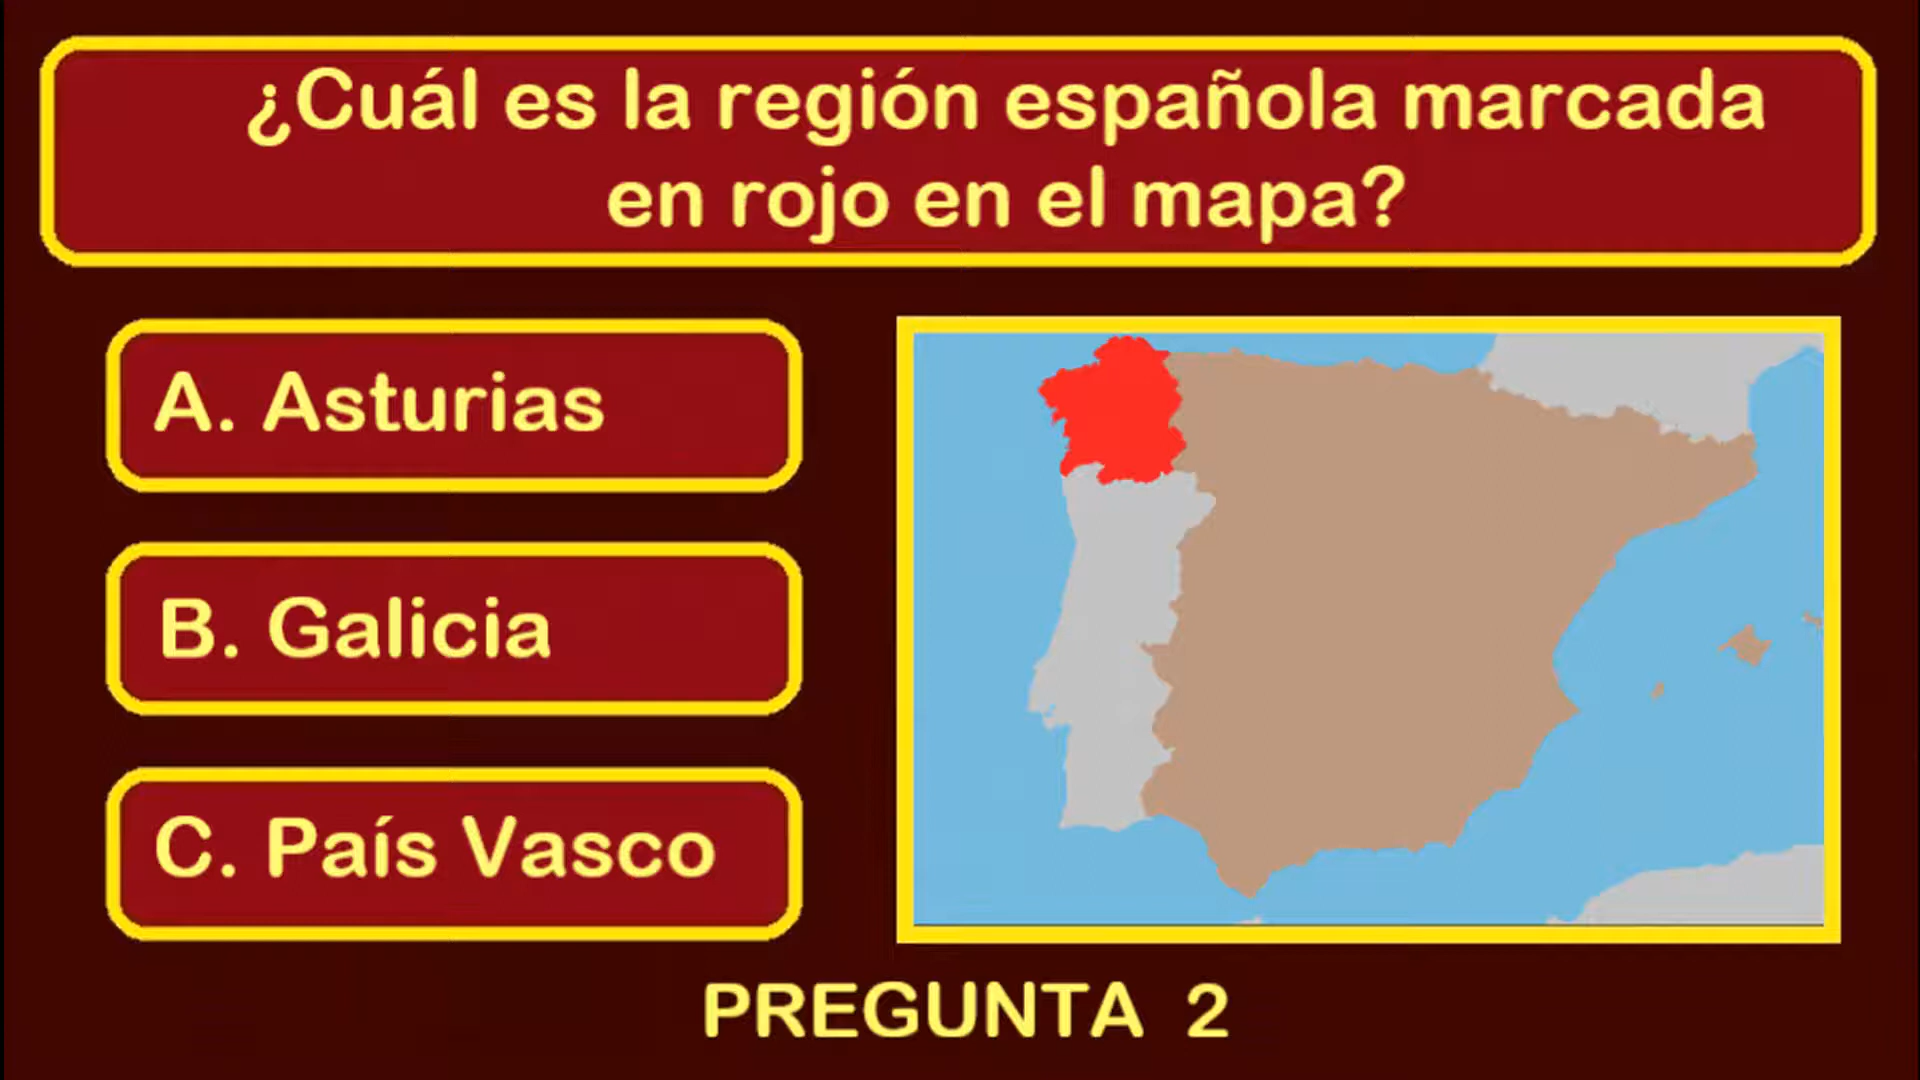 ¿Cuál es la región española marcada
en rojo en el mapa?
A. Asturias
B. Galicia
C. País Vasco
PREGUNTA 2